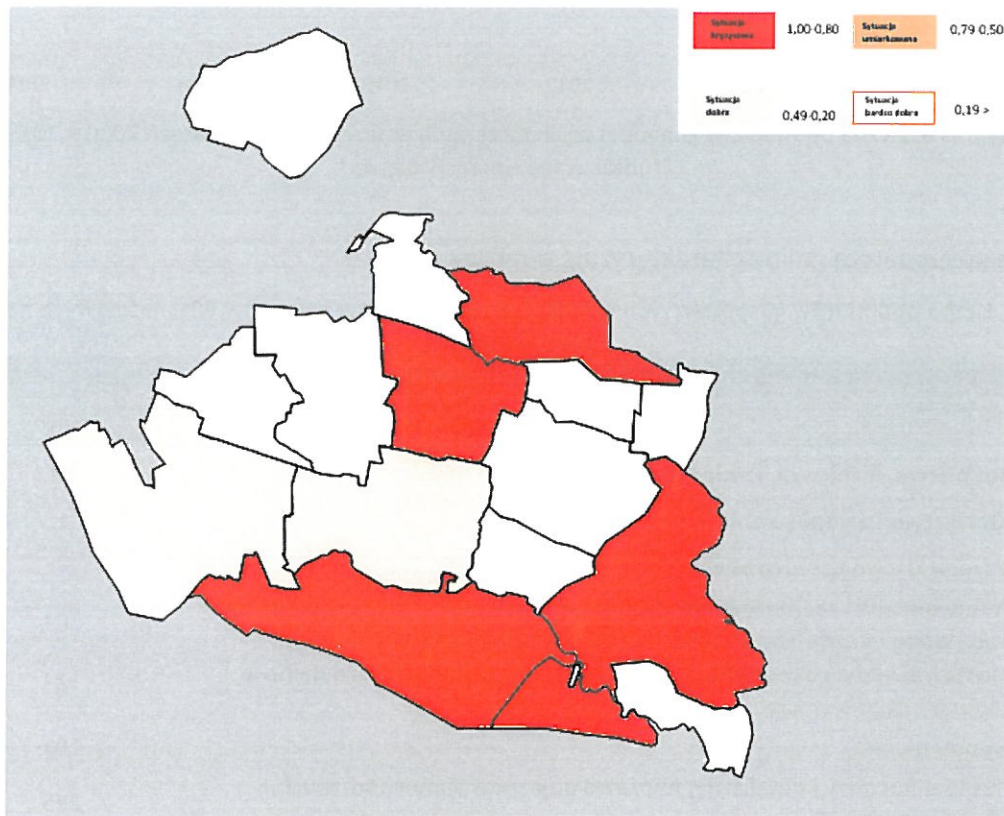 Sytuacja
kryzysowa
1,00-0,80
Sytuacja
umiarkowana
0,79-0,50
Sytuacja
dobra
0,49-0,20
Sytuacja
bardzo dobra
0,19 >